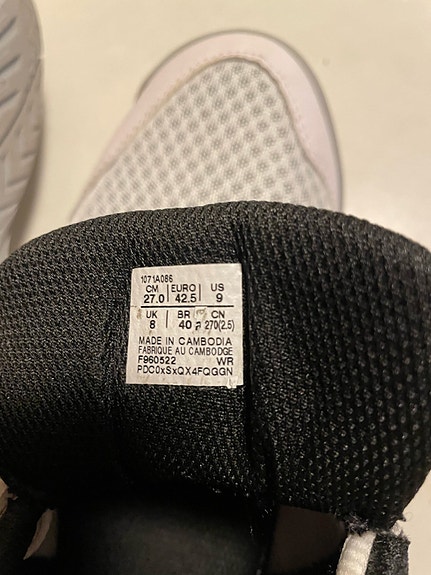 1071A066
CM EURO US
27.0 42.5 9
UK BR CN
8 40 270(2.5)
MADE IN CAMBODIA
FABRIQUE AU CAMBODGE
F960522 WR
PDC0xSxQX4FQGGN